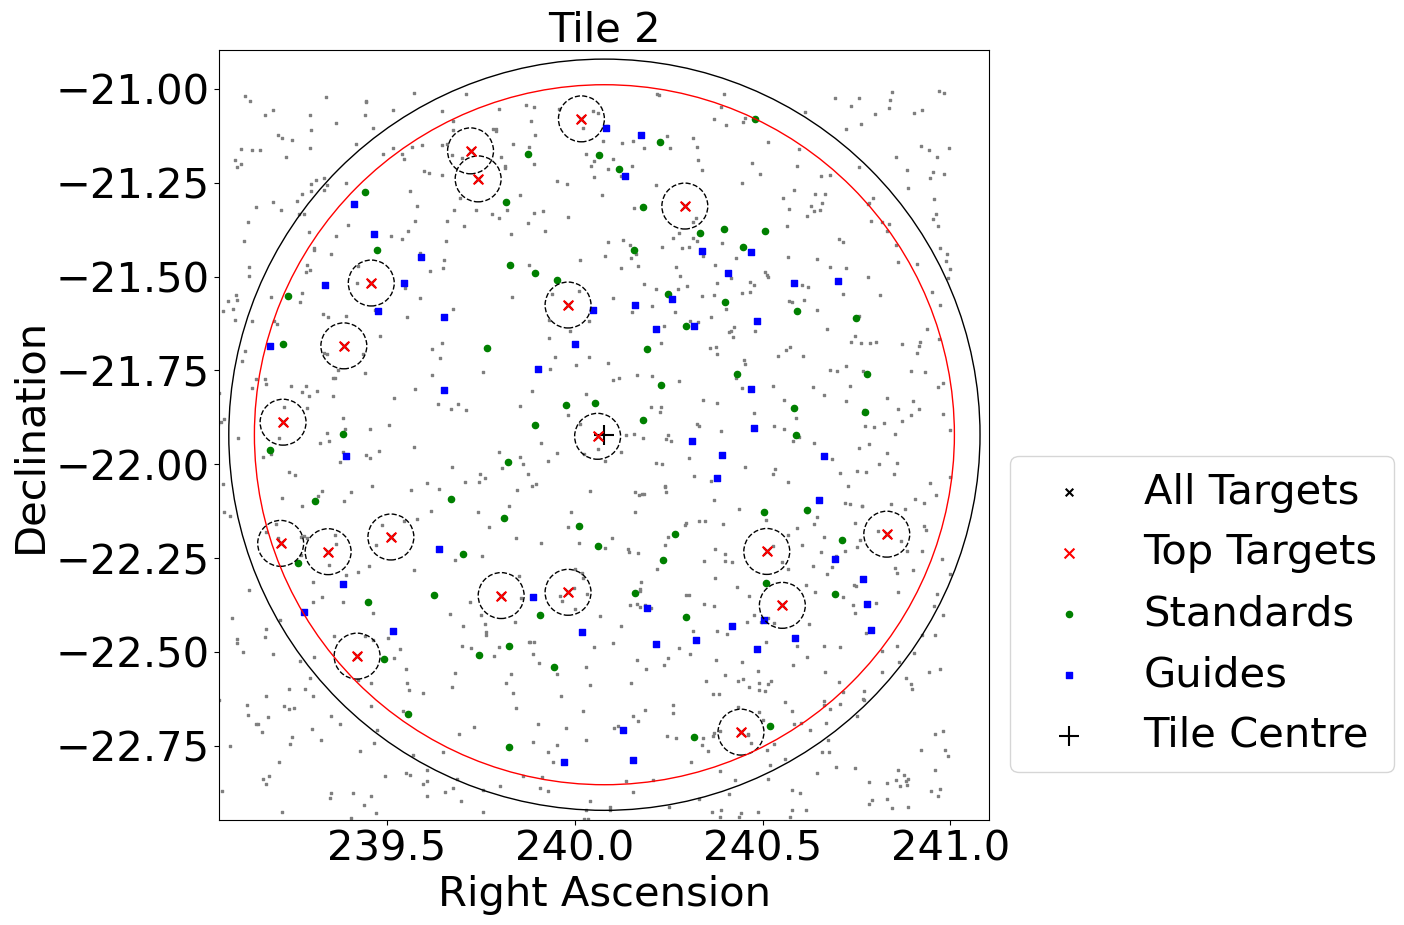 Tile 2
−21.00
−21.25
−21.50
−21.75
−22.00
−22.25
−22.50
−22.75
Declination
239.5 240.0 240.5 241.0
Right Ascension
All Targets
Top Targets
Standards
Guides
Tile Centre